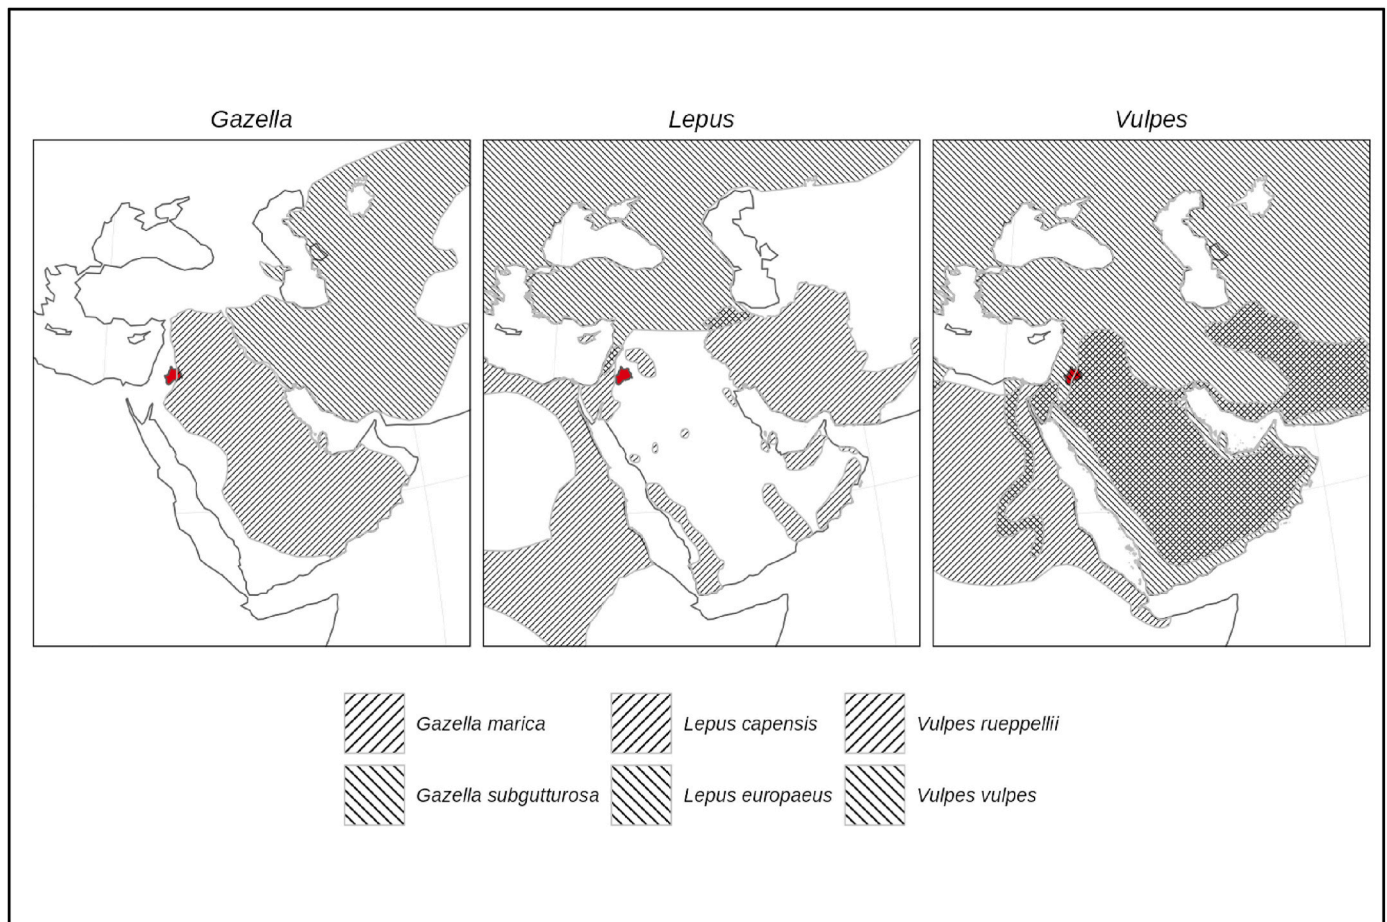 Gazella
Lepus
Vulpes
Gazella marica
Lepus capensis
Vulpes rueppellii
Gazella subgutturosa
Lepus europaeus
Vulpes vulpes